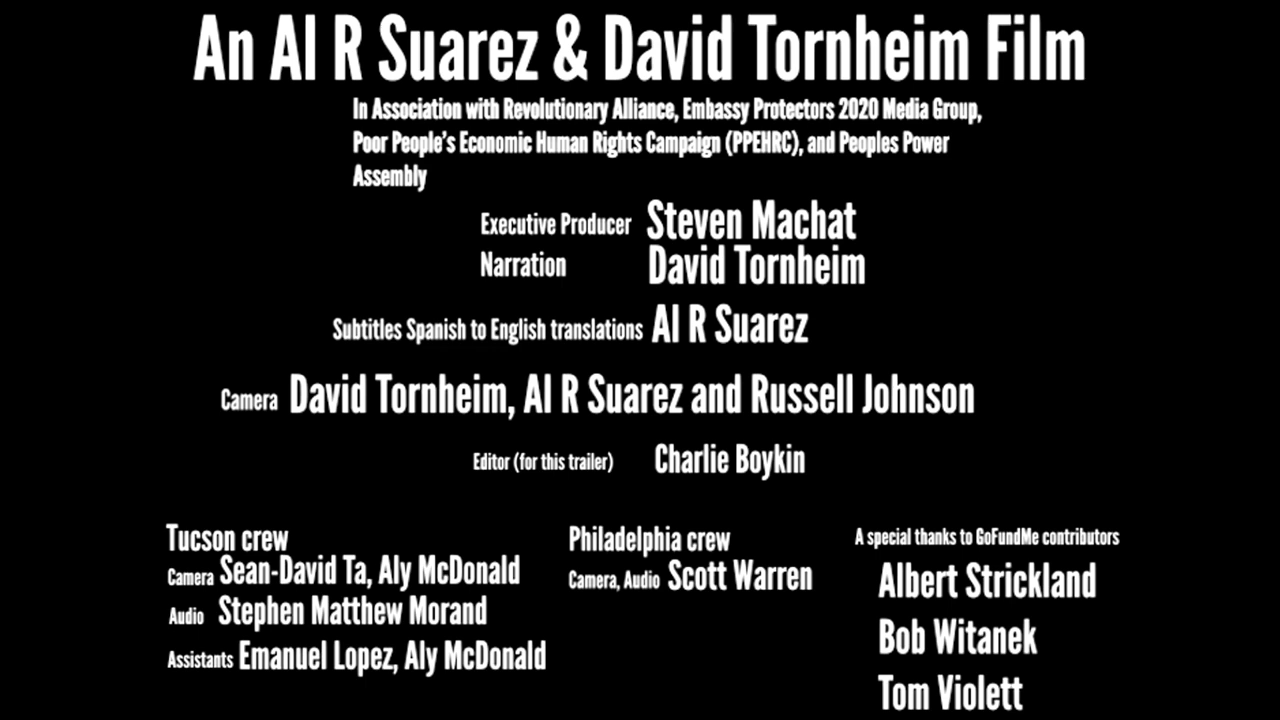 An Al R Suarez & David Tornheim Film
In Association with Revolutionary Alliance, Embassy Protectors 2020 Media Group,
Poor People's Economic Human Rights Campaign (PPEHRC), and Peoples Power
Assembly
Executive Producer Steven Machat
Narration David Tornheim
Subtitles Spanish to English translations Al R Suarez
Camera David Tornheim, Al R Suarez and Russell Johnson
Editor (for this trailer) Charlie Boykin
Tucson crew
Camera Sean-David Ta, Aly McDonald
Audio Stephen Matthew Morand
Assistants Emanuel Lopez, Aly McDonald
Philadelphia crew
Camera, Audio Scott Warren
A special thanks to GoFundMe contributors
Albert Strickland
Bob Witanek
Tom Violett